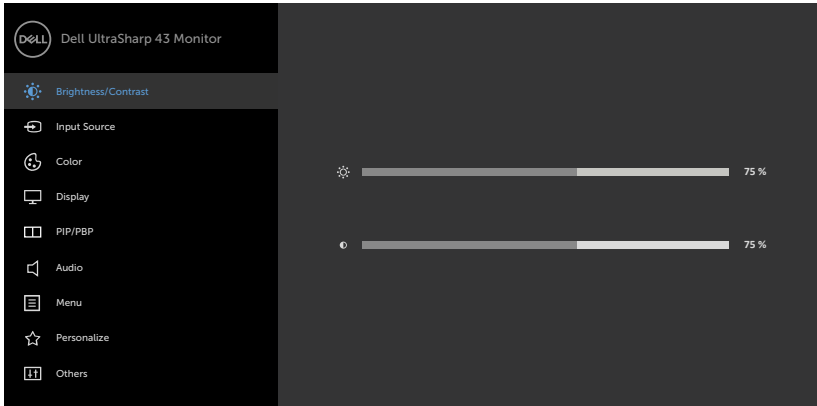 DELL
Dell UltraSharp 43 Monitor
Brightness/Contrast
Input Source
Color
Display
PIP/PBP
Audio
Menu
Personalize
Others
75 %
75 %